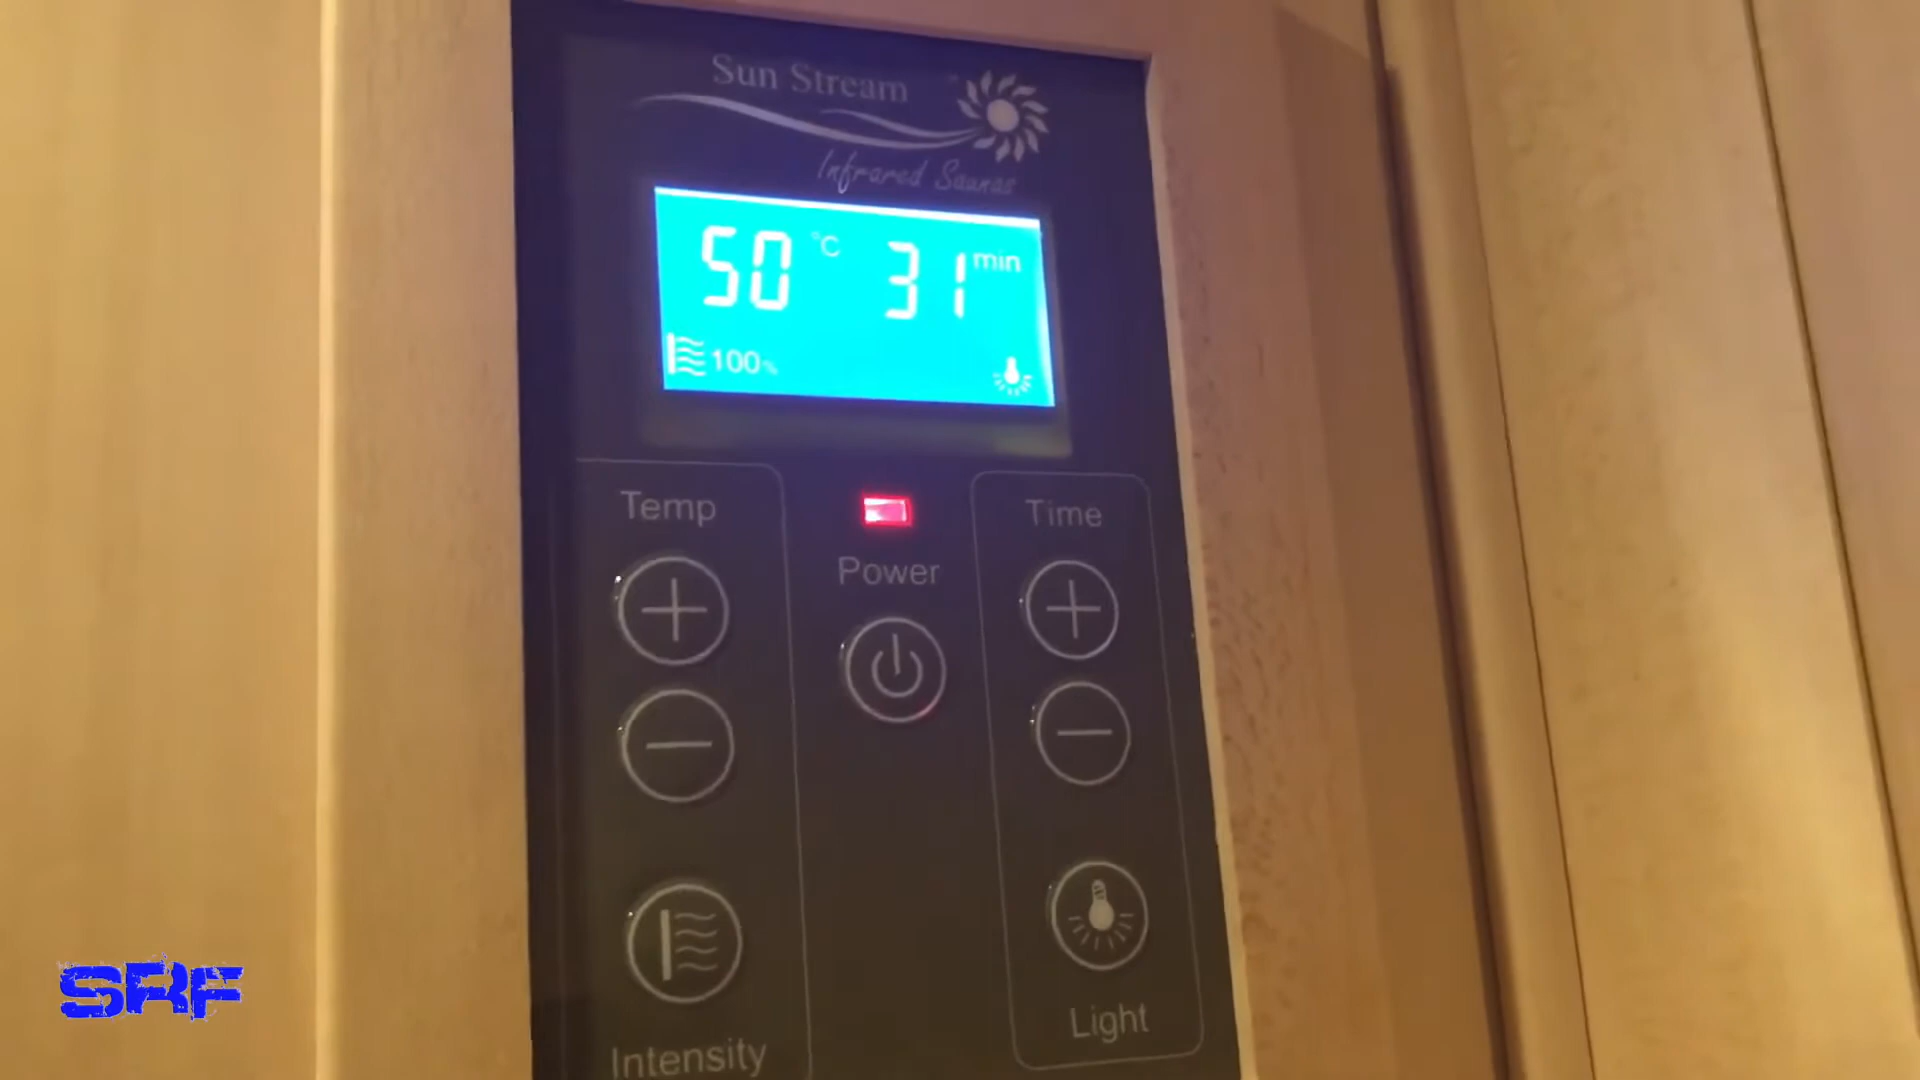 Sun Stream
Infrared Saunas
50 °C 31 min
100%
Temp
Power
Time
Intensity
Light
SRF